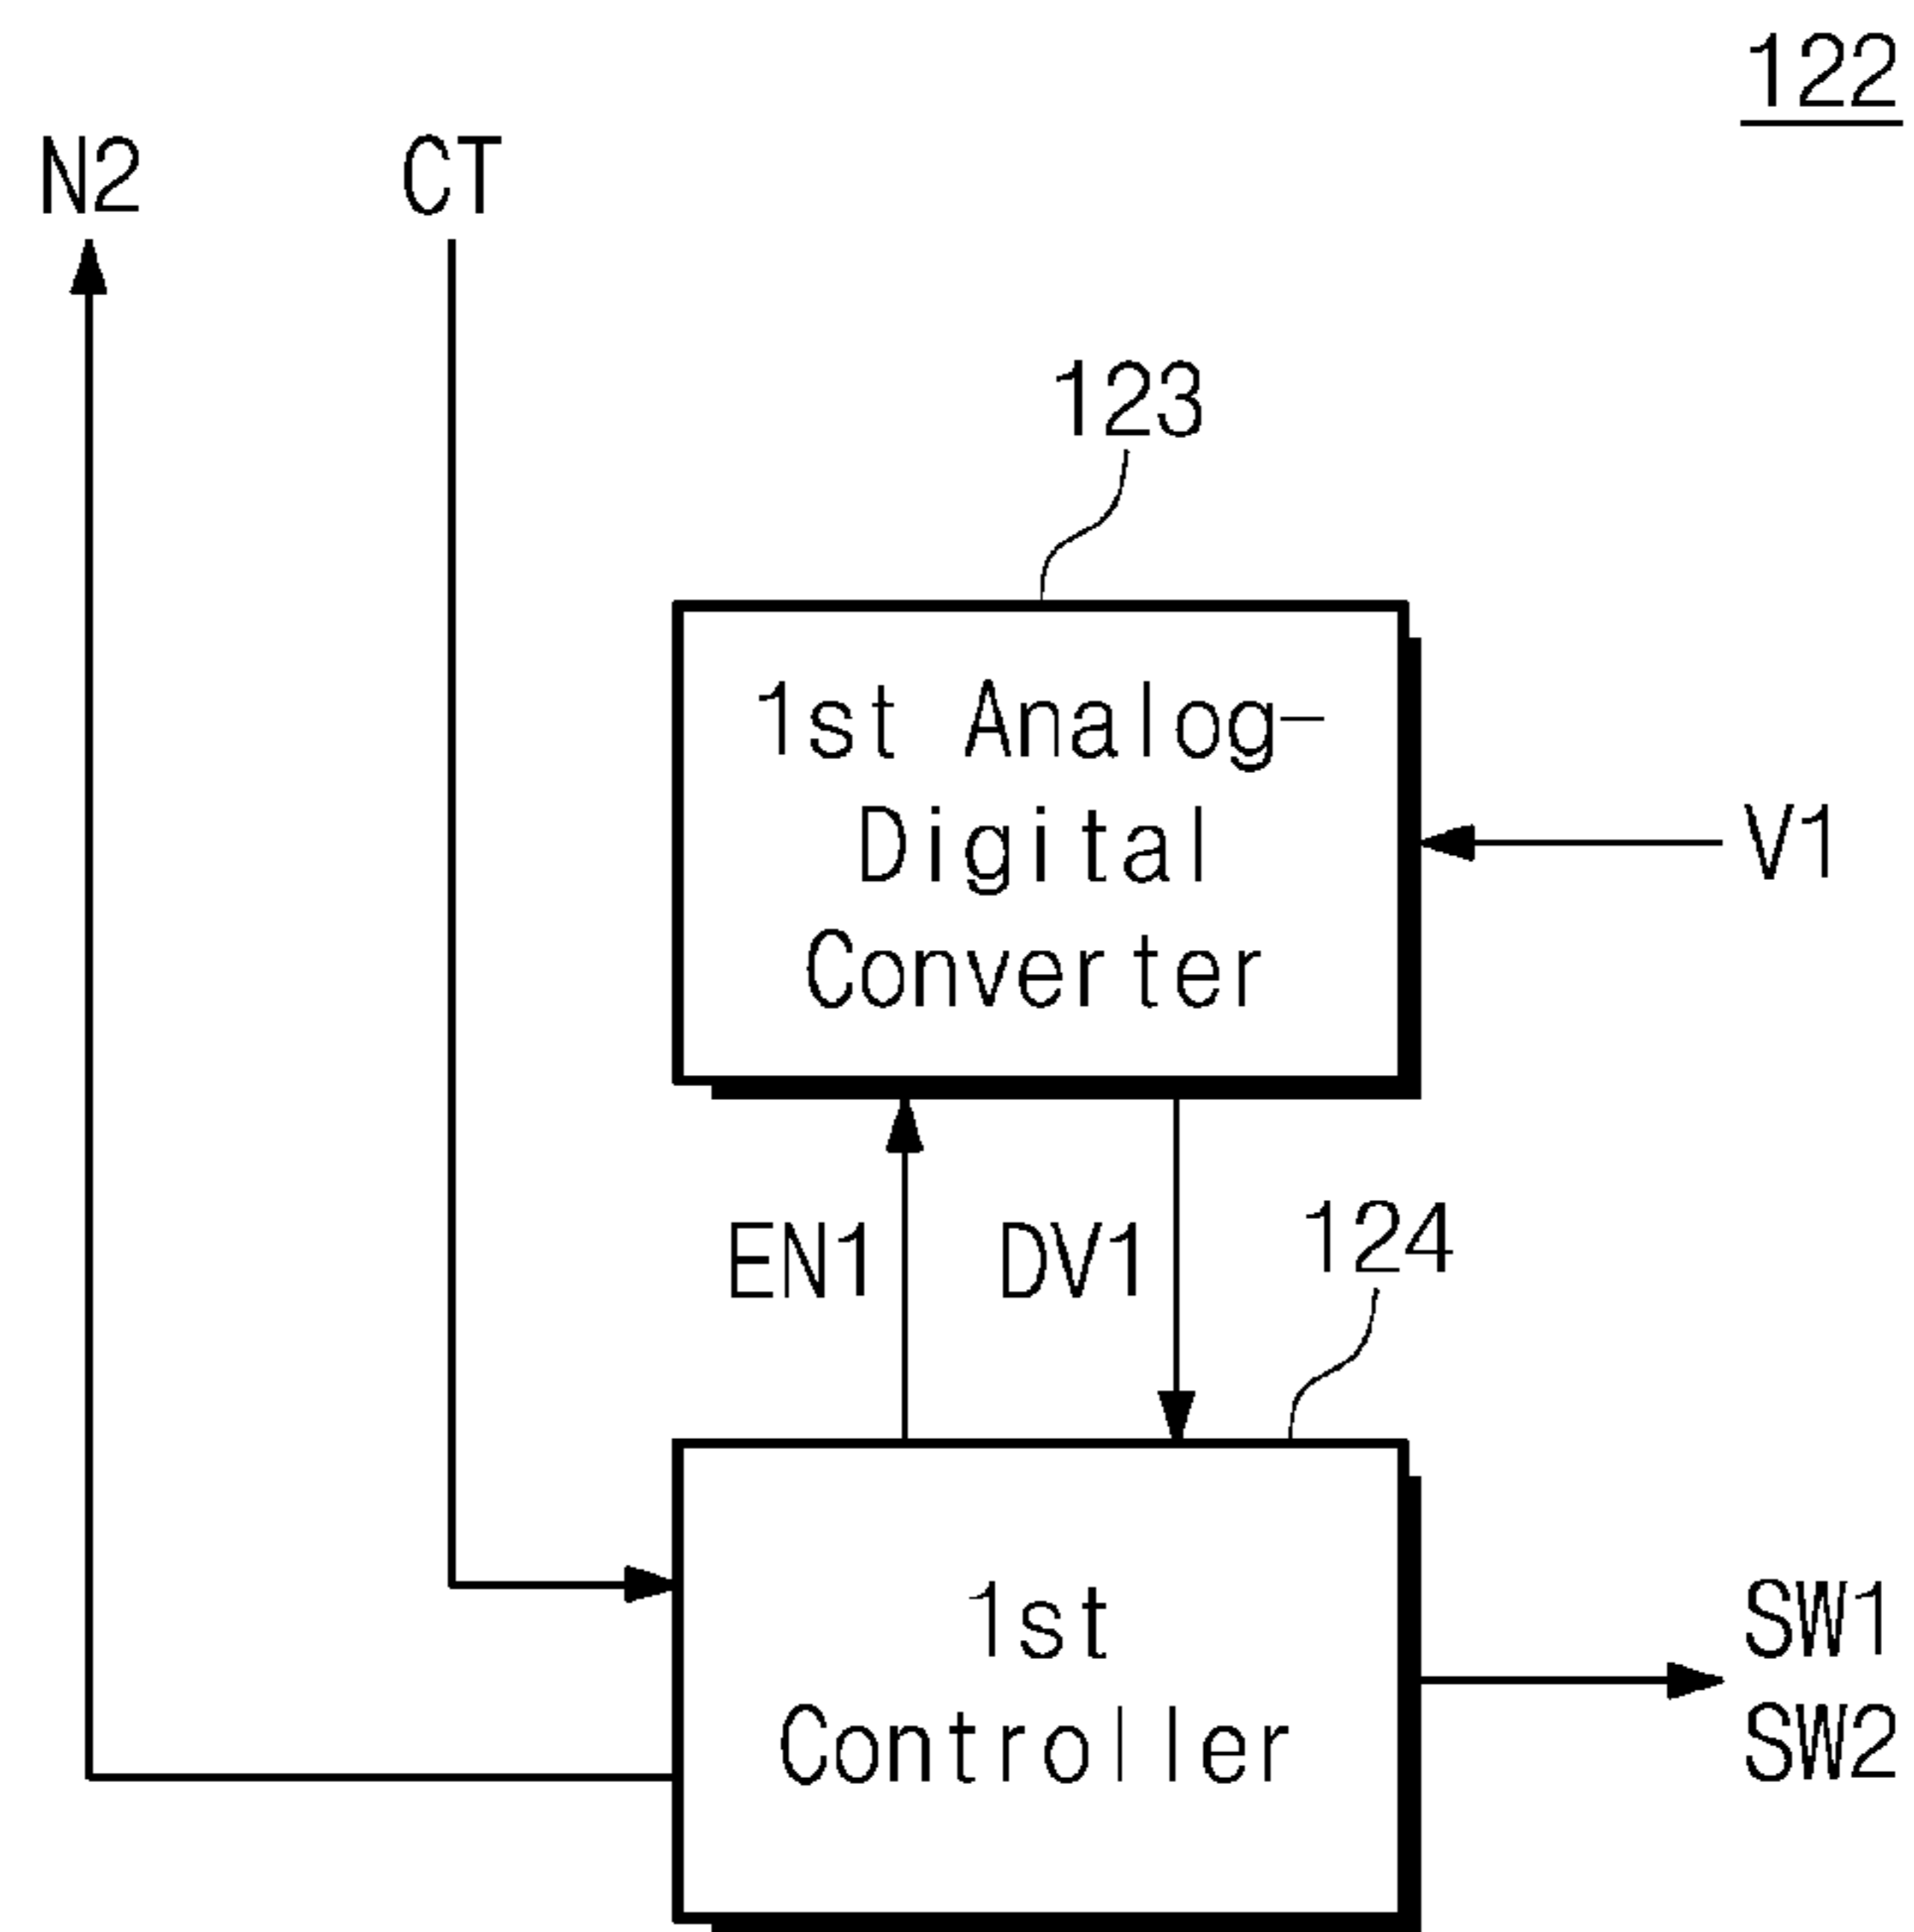 122
N2
CT
123
1st Analog-
Digital
Converter
V1
EN1
DV1
124
1st
Controller
SW1
SW2